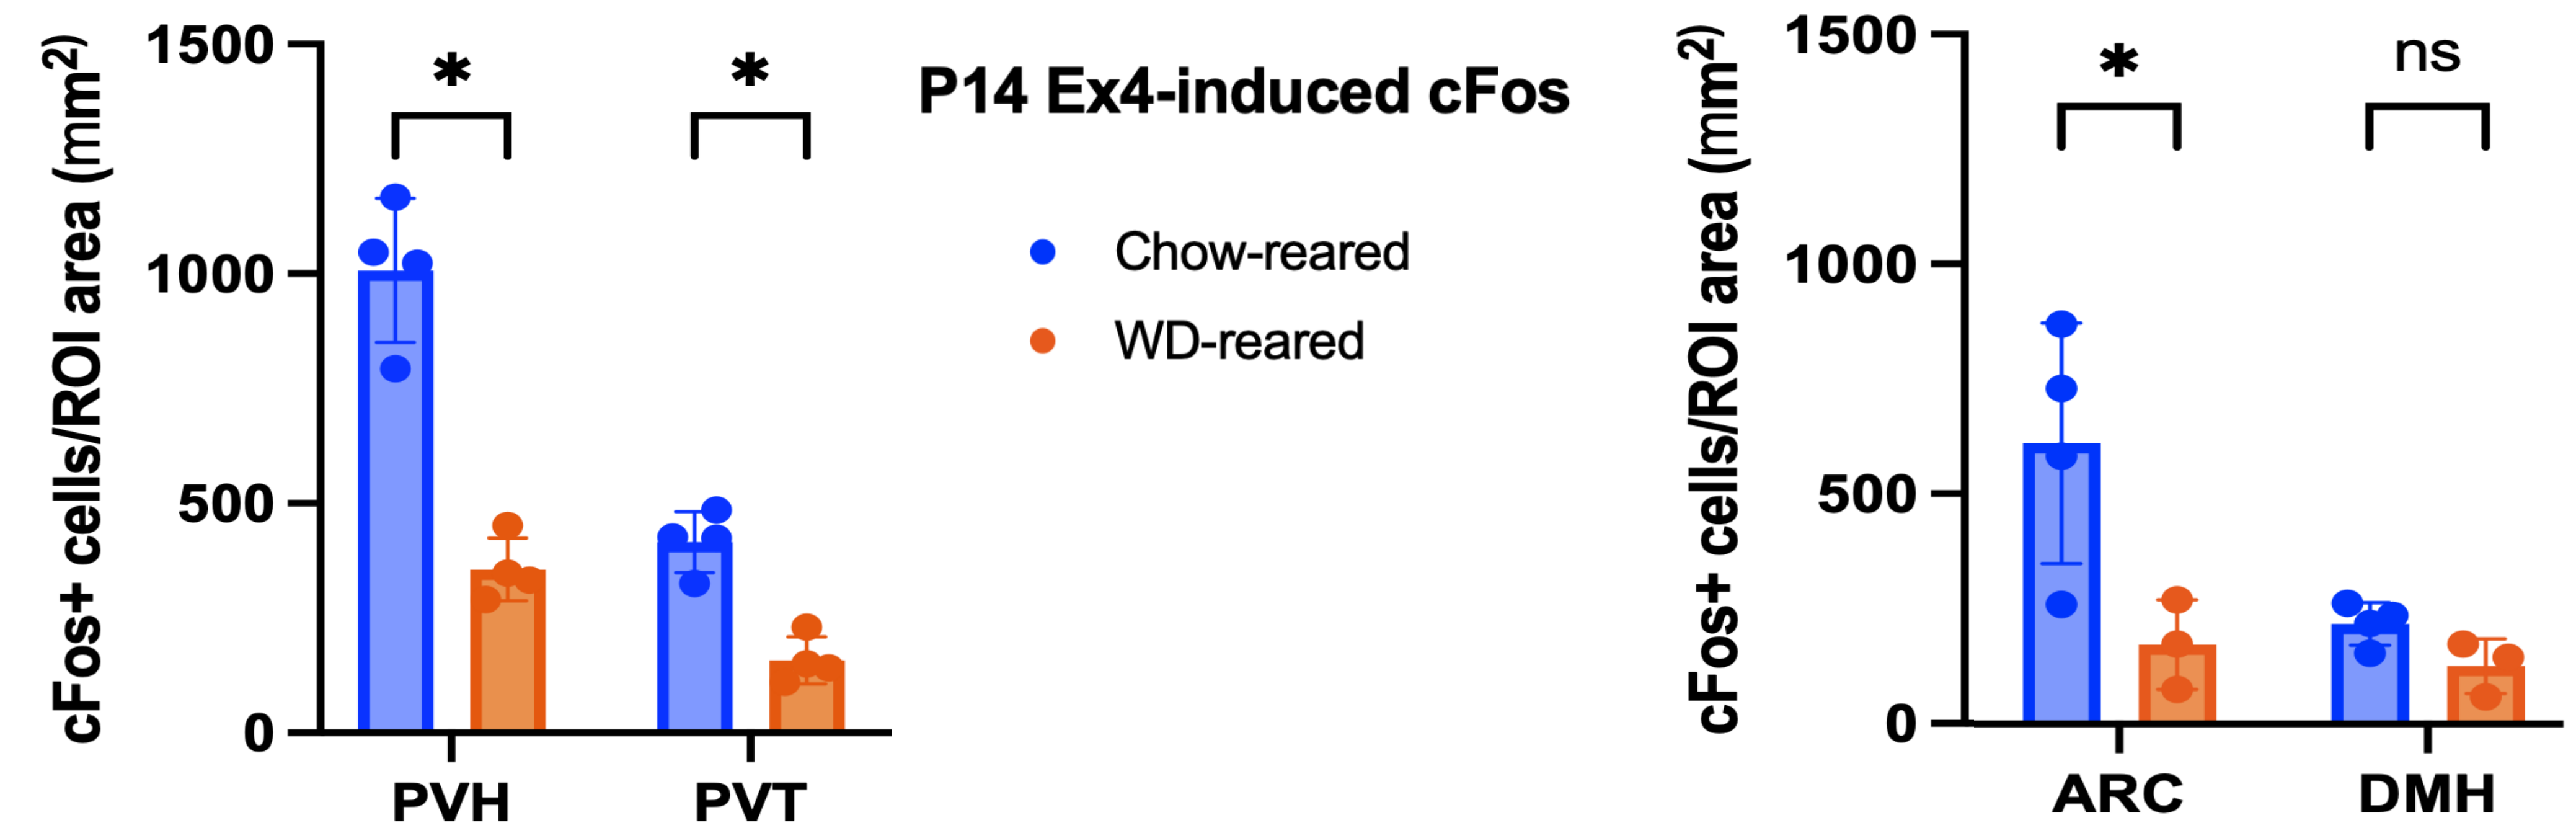 cFos+ cells/ROI area (mm²)
1500
1000
500
0
*
*
PVH
PVT
P14 Ex4-induced cFos
Chow-reared
WD-reared
cFos+ cells/ROI area (mm²)
1500
1000
500
0
*
ns
ARC
DMH